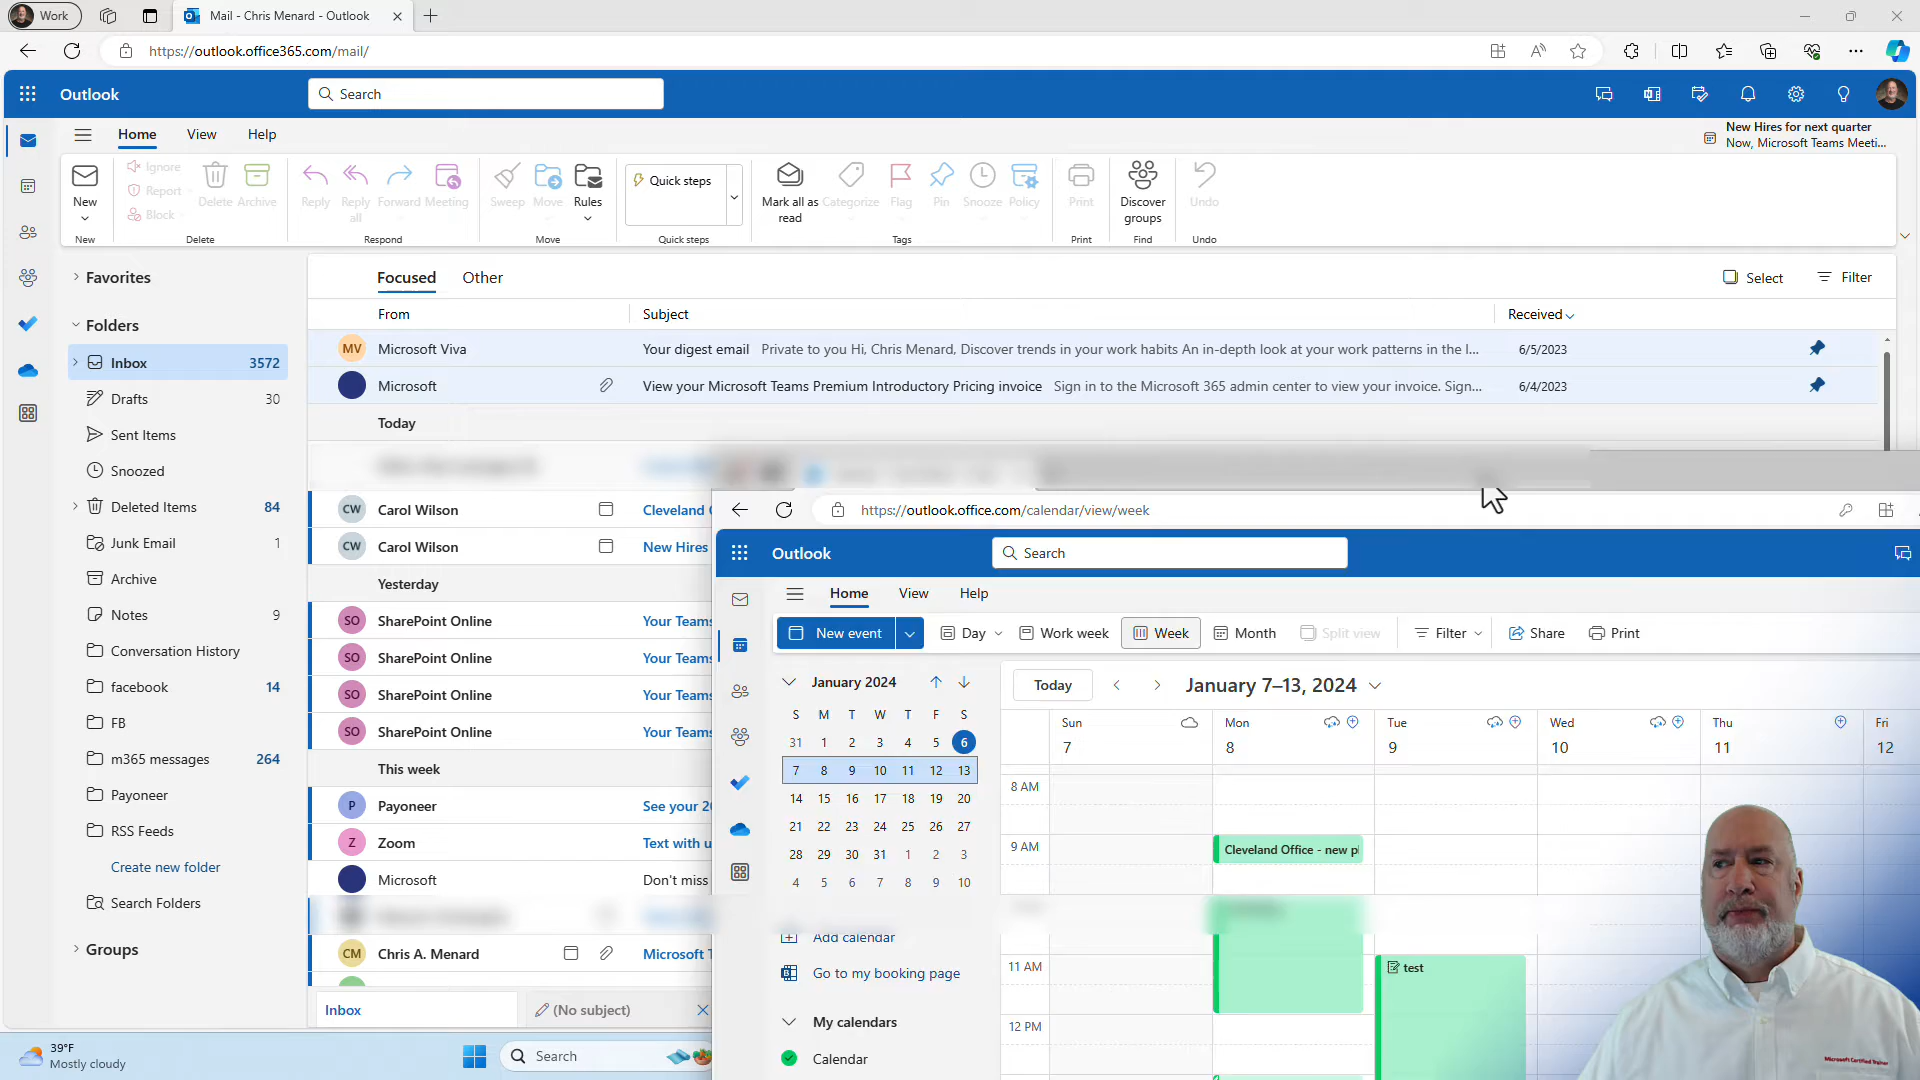 Work
Mail - Chris Menard - Outlook
https://outlook.office365.com/mail/
Outlook
Search
Home View Help
New Hires for next quarter
Now, Microsoft Teams Meeti...
New
Ignore
Report
Block
Delete Archive
Reply
Reply all
Forward Meeting
Sweep Move Rules
Quick steps
Mark all as read
Categorize Flag Pin Snooze Policy
Print
Discover groups
Undo
New Delete Respond Move Quick steps Tags Print Find Undo
Favorites
Folders
Inbox 3572
Drafts 30
Sent Items
Snoozed
Deleted Items 84
Junk Email 1
Archive
Notes 9
Conversation History
facebook 14
FB
m365 messages 264
Payoneer
RSS Feeds
Create new folder
Search Folders
Groups
Focused Other
Select Filter
From Subject Received
MV Microsoft Viva Your digest email Private to you Hi, Chris Menard, Discover trends in your work habits An in-depth look at your work patterns in the l... 6/5/2023
Microsoft View your Microsoft Teams Premium Introductory Pricing invoice Sign in to the Microsoft 365 admin center to view your invoice. Sign... 6/4/2023
Today
CW Carol Wilson Cleveland
CW Carol Wilson New Hires
Yesterday
SO SharePoint Online Your Teams
SO SharePoint Online Your Teams
SO SharePoint Online Your Teams
SO SharePoint Online Your Teams
This week
P Payoneer See your 2
Z Zoom Text with u
Microsoft Don't miss
CM Chris A. Menard Microsoft T
Inbox (No subject)
https://outlook.office.com/calendar/view/week
Outlook
Search
Home View Help
New event Day Work week Week Month Split view Filter Share Print
January 2024
S M T W T F S
31 1 2 3 4 5 6
7 8 9 10 11 12 13
14 15 16 17 18 19 20
21 22 23 24 25 26 27
28 29 30 31 1 2 3
4 5 6 7 8 9 10
Add calendar
Go to my booking page
My calendars
Calendar
Today January 7–13, 2024
Sun Mon Tue Wed Thu Fri
7 8 9 10 11 12
8 AM
9 AM
Cleveland Office - new pl
11 AM
test
12 PM
Microsoft Certified Trainer
39°F
Mostly cloudy
Search